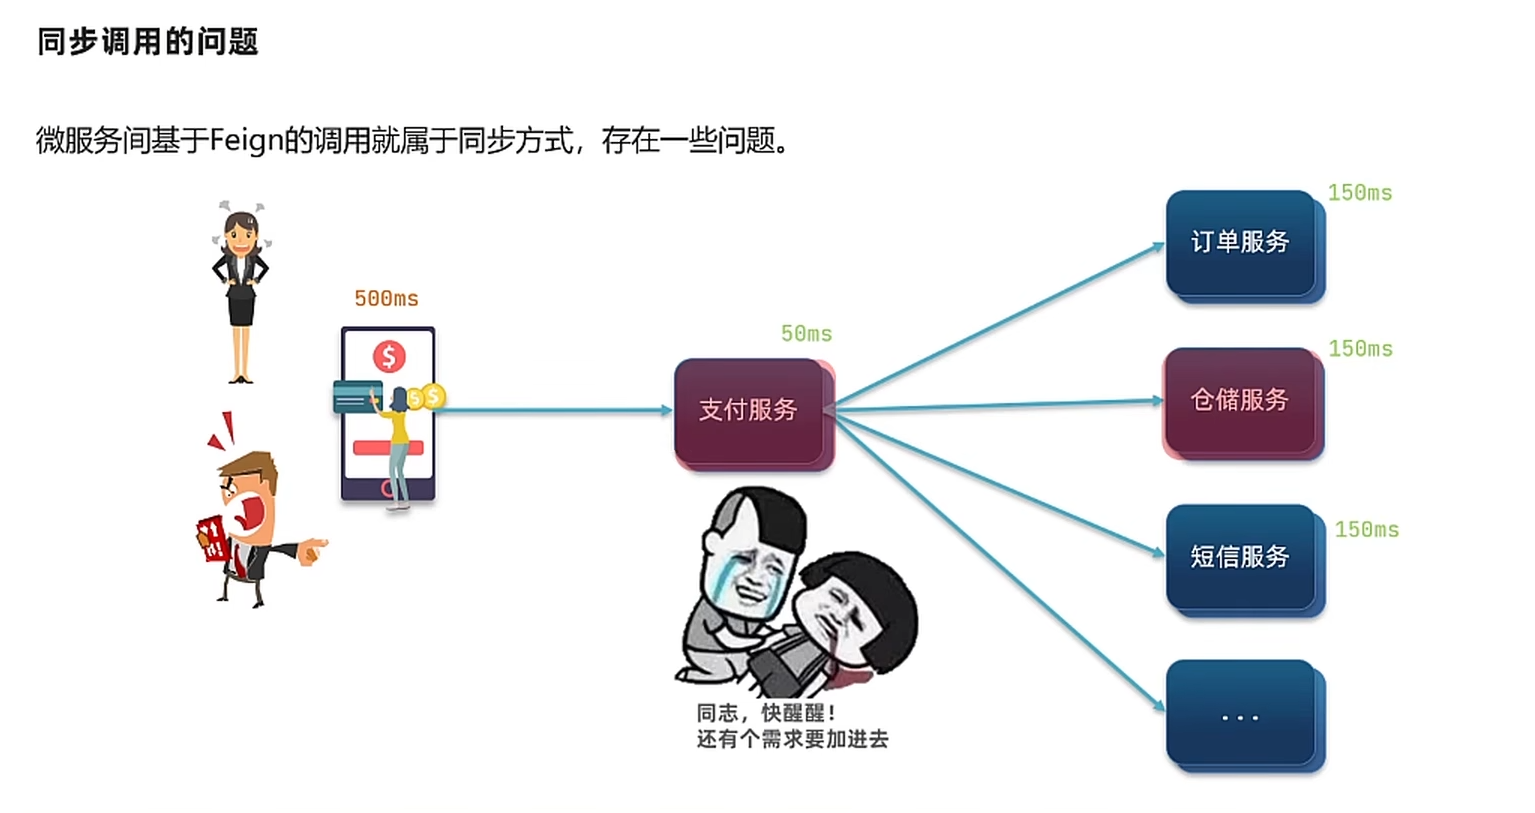 同步调用的问题
微服务间基于Feign的调用就属于同步方式，存在一些问题。
150ms
订单服务
500ms
50ms
150ms
支付服务
仓储服务
150ms
短信服务
同志，快醒醒！
还有个需求要加进去
...